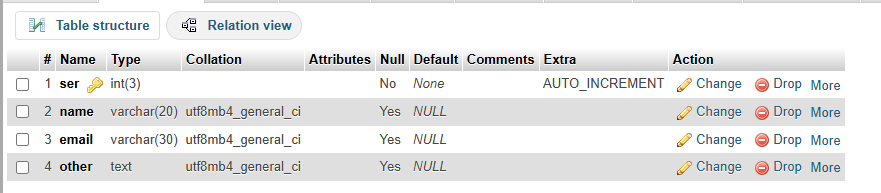 Table structure Relation view
# Name Type Collation Attributes Null Default Comments Extra Action
1 ser int(3) No None AUTO_INCREMENT Change Drop More
2 name varchar(20) utf8mb4_general_ci Yes NULL Change Drop More
3 email varchar(30) utf8mb4_general_ci Yes NULL Change Drop More
4 other text utf8mb4_general_ci Yes NULL Change Drop More